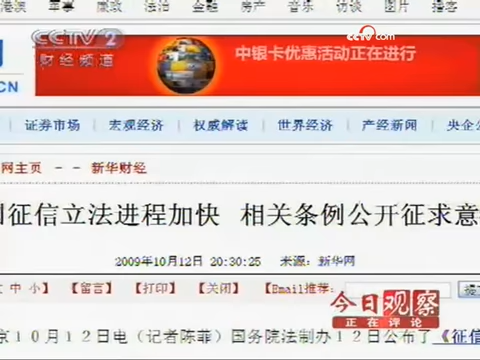 港澳 军事 廉政 法治 金融 房产 音乐 访谈 图片 播客
CCTV 2
财经频道
cctv.com
中银卡优惠活动正在进行
.CN
证券市场 宏观经济 权威解读 世界经济 产经新闻 央企
网主页 - - 新华财经
征信立法进程加快 相关条例公开征求意
2009年10月12日 20:30:25 来源：新华网
中 小】 【留言】 【打印】 【关闭】 【Email推荐：
今日观察
正在评论
京10月12日电（记者陈菲）国务院法制办12日公布了《征信